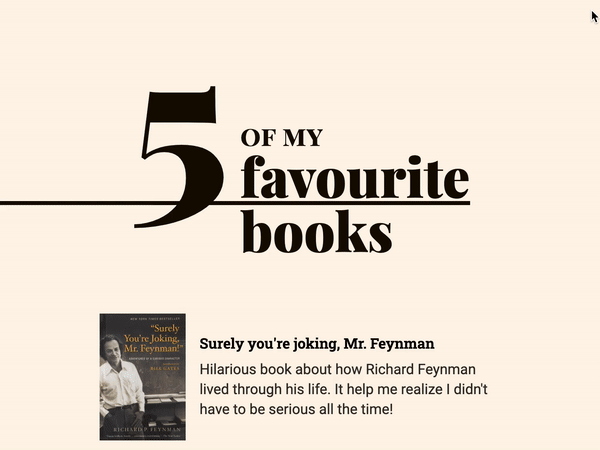 5 OF MY
favourite
books
"Surely
You're Joking,
Mr. Feynman!"
BILL GATES
RICHARD P. FEYNMAN
Surely you're joking, Mr. Feynman
Hilarious book about how Richard Feynman
lived through his life. It help me realize I didn't
have to be serious all the time!